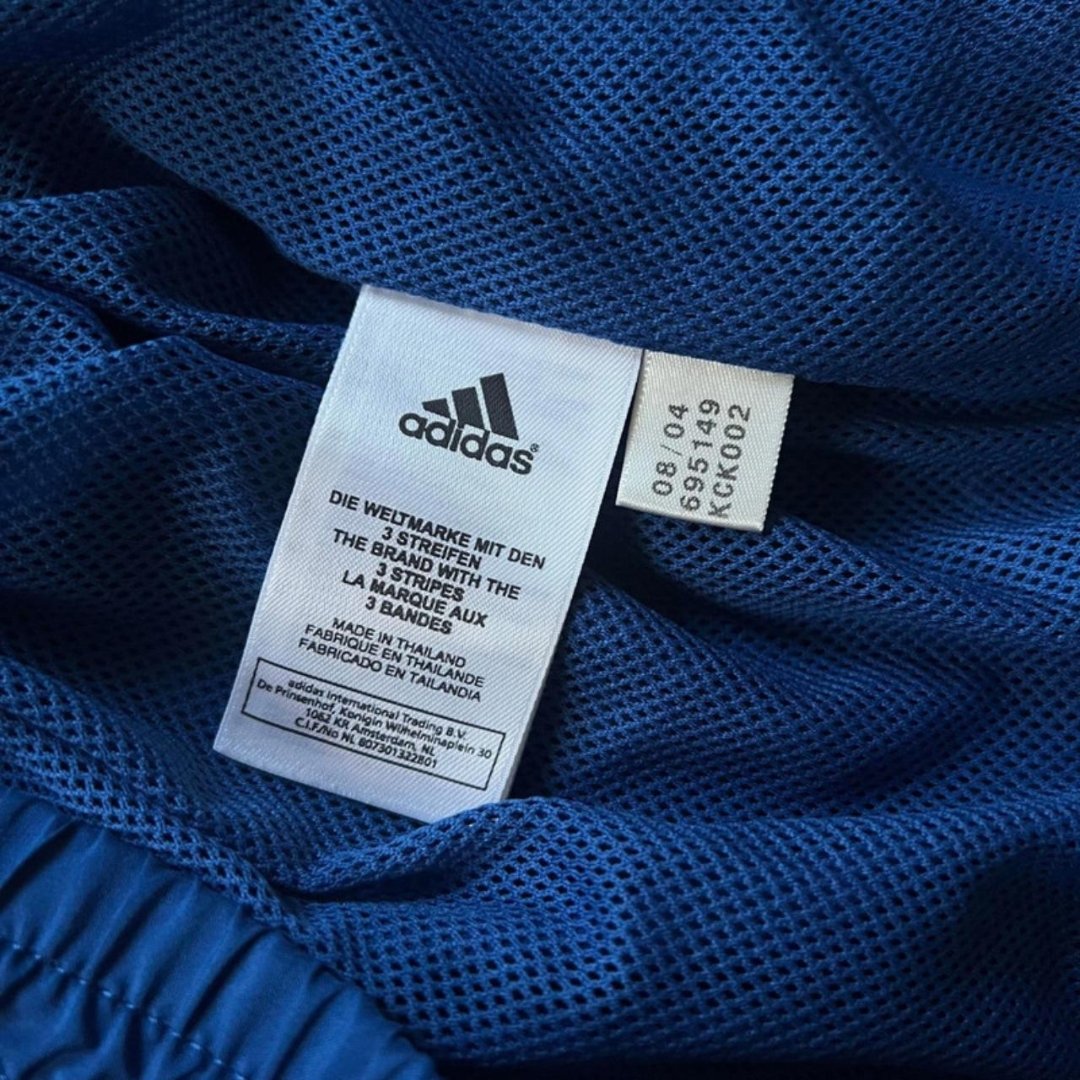 adidas®
DIE WELTMARKE MIT DEN
3 STREIFEN
THE BRAND WITH THE
3 STRIPES
LA MARQUE AUX
3 BANDES
MADE IN THAILAND
FABRIQUE EN THAILANDE
FABRICADO EN TAILANDIA
adidas International Trading B.V.
De Prinsenhof, Konigin Wilhelminaplein 30
1062 KR Amsterdam, NL
C.I.F./No NL 807301322B01
08/04
695149
KCK002